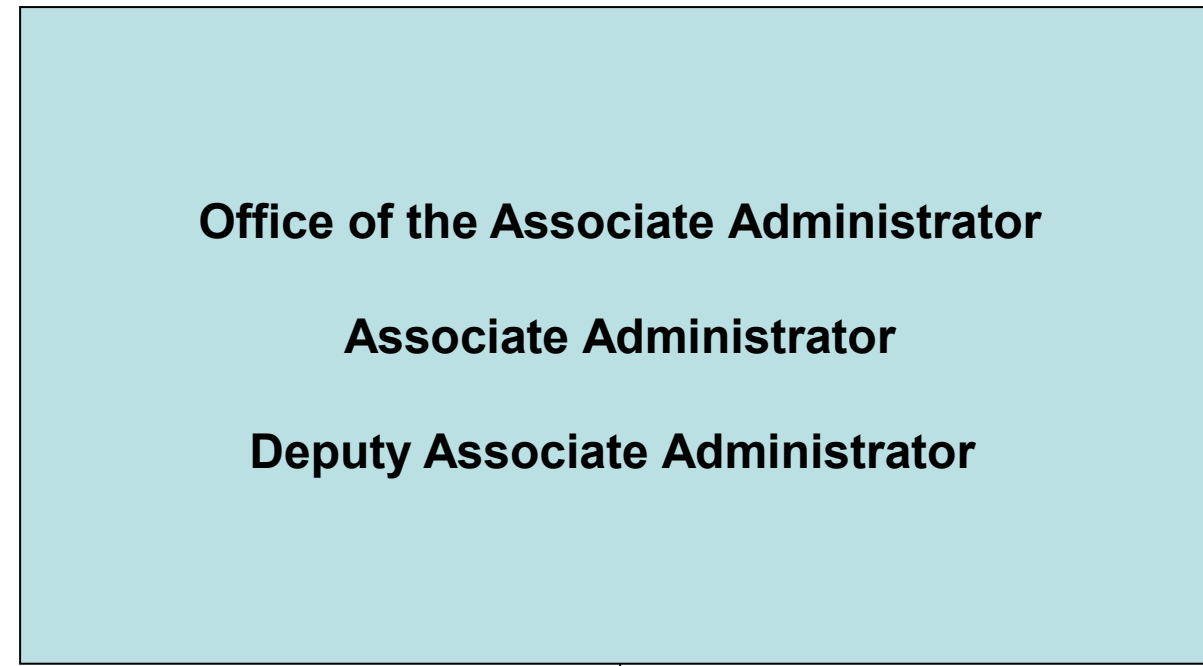 Office of the Associate Administrator
Associate Administrator
Deputy Associate Administrator